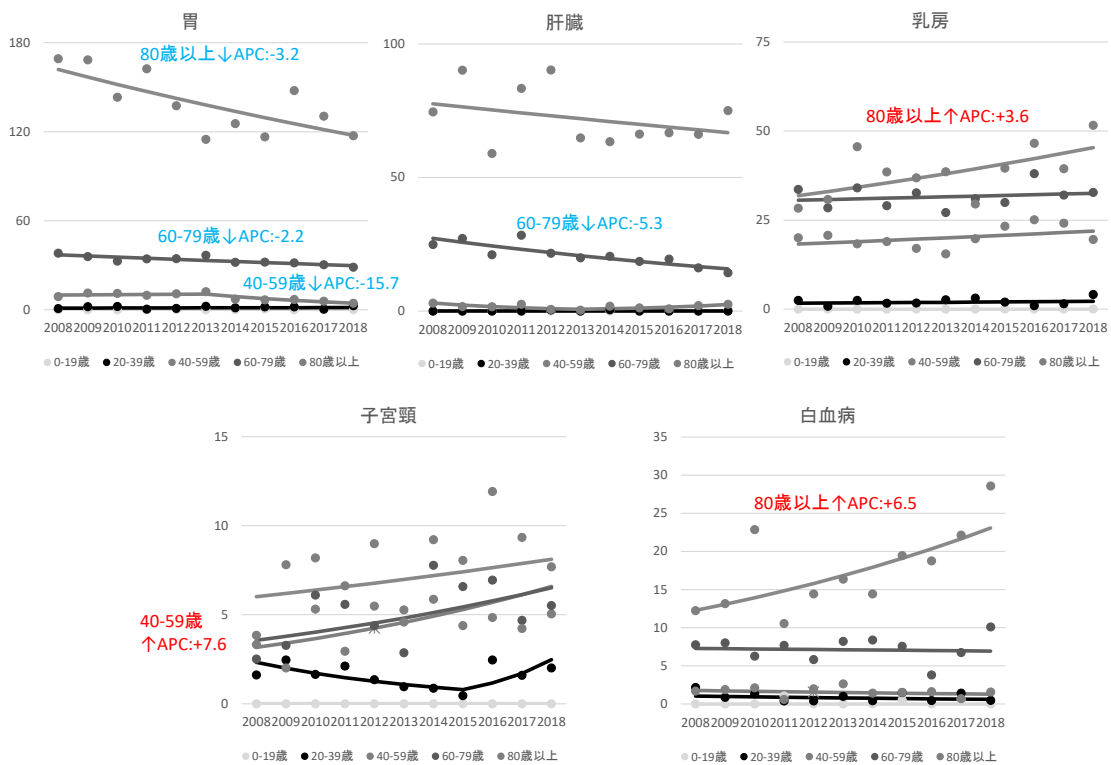 胃
180
120
60
0
80歳以上↓APC:-3.2
60-79歳↓APC:-2.2
40-59歳↓APC:-15.7
2008 2009 2010 2011 2012 2013 2014 2015 2016 2017 2018
0-19歳 20-39歳 40-59歳 60-79歳 80歳以上
肝臓
100
50
0
60-79歳↓APC:-5.3
2008 2009 2010 2011 2012 2013 2014 2015 2016 2017 2018
0-19歳 20-39歳 40-59歳 60-79歳 80歳以上
乳房
75
50
25
0
80歳以上↑APC:+3.6
2008 2009 2010 2011 2012 2013 2014 2015 2016 2017 2018
0-19歳 20-39歳 40-59歳 60-79歳 80歳以上
子宮頸
15
10
5
0
40-59歳
↑APC:+7.6
2008 2009 2010 2011 2012 2013 2014 2015 2016 2017 2018
0-19歳 20-39歳 40-59歳 60-79歳 80歳以上
白血病
35
30
25
20
15
10
5
0
80歳以上↑APC:+6.5
2008 2009 2010 2011 2012 2013 2014 2015 2016 2017 2018
0-19歳 20-39歳 40-59歳 60-79歳 80歳以上